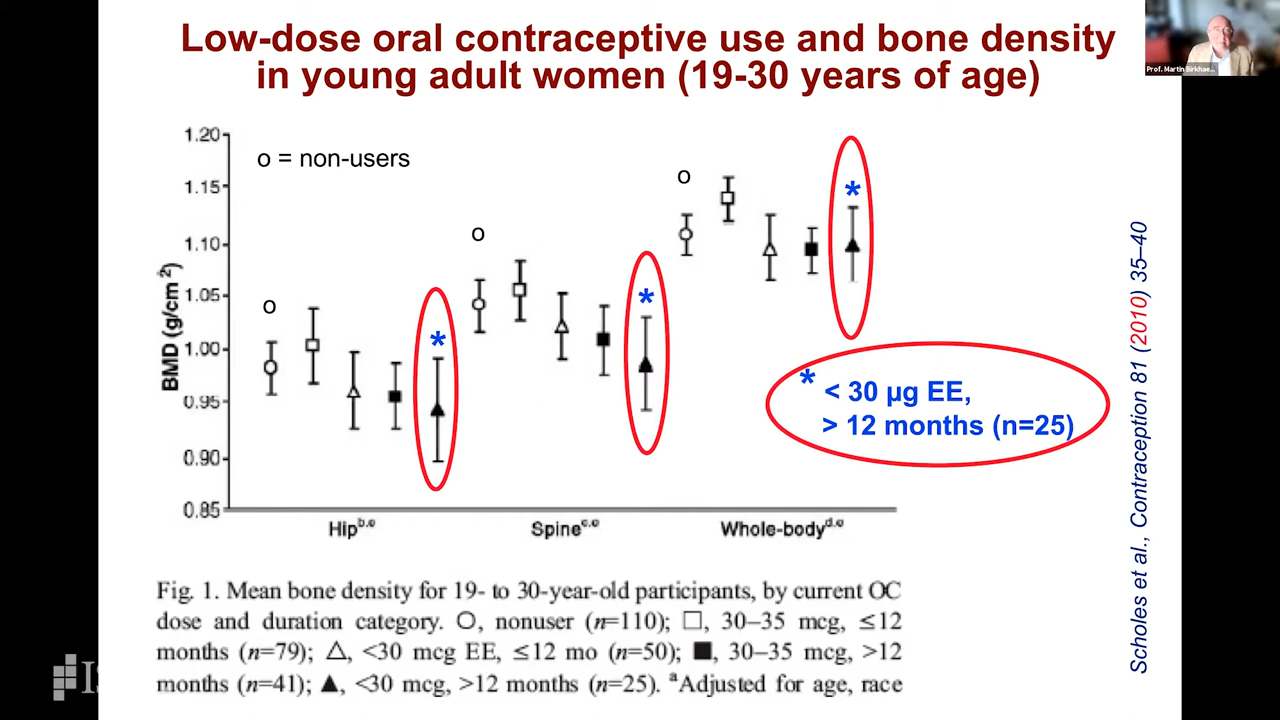 Low-dose oral contraceptive use and bone density
in young adult women (19-30 years of age)
Prof. Martin Birkhae...
o = non-users
1.20
1.15
1.10
1.05
1.00
0.95
0.90
0.85
BMD (g/cm²)
o
o
o
*
*
*
* < 30 µg EE,
> 12 months (n=25)
Hipᵇ·ᵉ
Spineᶜ·ᵉ
Whole-bodyᵈ·ᵉ
Scholes et al., Contraception 81 (2010) 35–40
Fig. 1. Mean bone density for 19- to 30-year-old participants, by current OC
dose and duration category. ○, nonuser (n=110); □, 30–35 mcg, ≤12
months (n=79); △, <30 mcg EE, ≤12 mo (n=50); ■, 30–35 mcg, >12
months (n=41); ▲, <30 mcg, >12 months (n=25). ᵃAdjusted for age, race